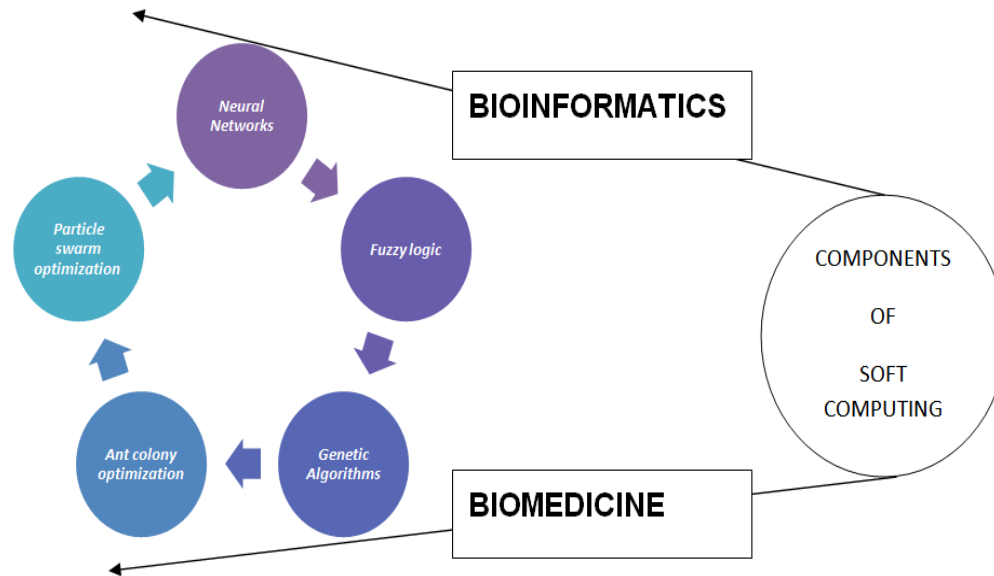 Neural
Networks
BIOINFORMATICS
Particle
swarm
optimization
Fuzzy logic
COMPONENTS
OF
SOFT
COMPUTING
Ant colony
optimization
Genetic
Algorithms
BIOMEDICINE